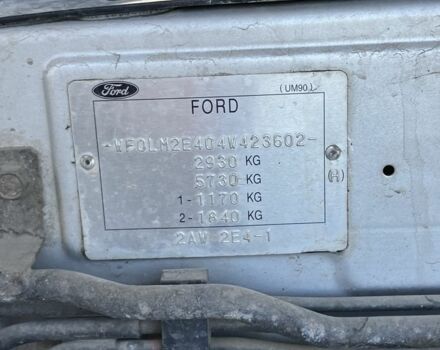 Ford
(UM90)
FORD
-WF0LM2E404W423602-
2930 KG
5730 KG
1-1170 KG
2-1840 KG
2AW 2E4-1